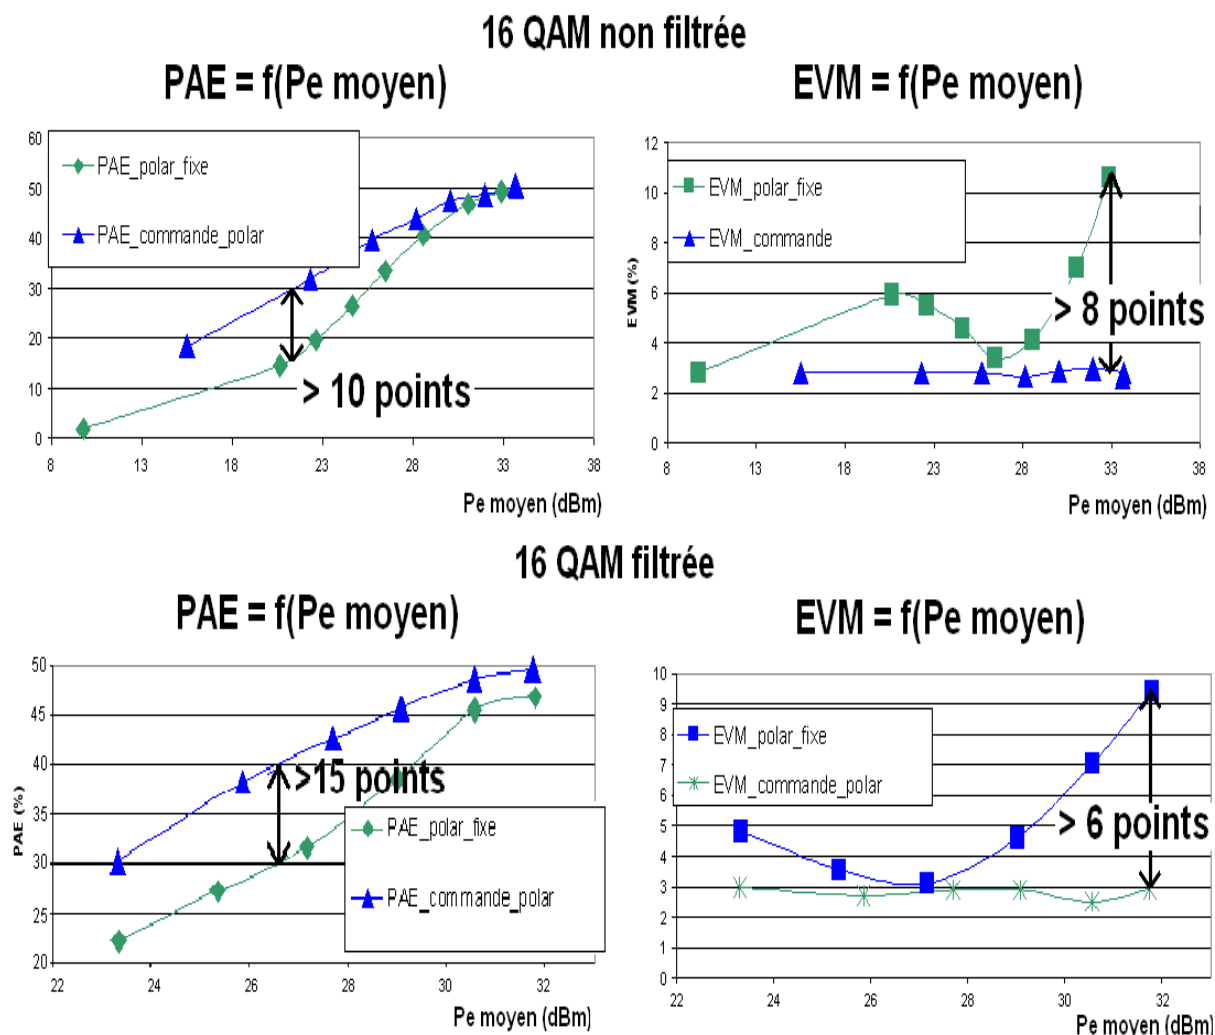 16 QAM non filtrée
PAE = f(Pe moyen)
60
50
40
30
20
10
0
PAE_polar_fixe
PAE_commande_polar
> 10 points
8 13 18 23 28 33 38
Pe moyen (dBm)
EVM = f(Pe moyen)
12
10
8
6
4
2
0
EVM (%)
EVM_polar_fixe
EVM_commande
> 8 points
8 13 18 23 28 33 38
Pe moyen (dBm)
16 QAM filtrée
PAE = f(Pe moyen)
50
45
40
35
30
25
20
PAE (%)
>15 points
PAE_polar_fixe
PAE_commande_polar
22 24 26 28 30 32
Pe moyen (dBm)
EVM = f(Pe moyen)
10
9
8
7
6
5
4
3
2
1
0
EVM_polar_fixe
EVM_commande_polar
> 6 points
22 24 26 28 30 32
Pe moyen (dBm)